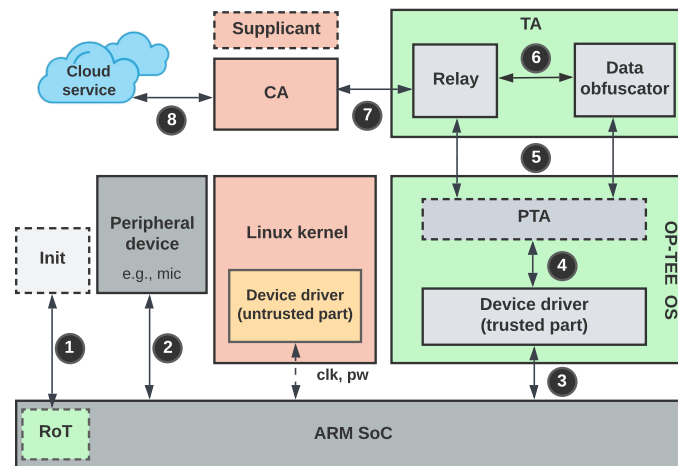 TA
Supplicant
Cloud
service
CA
Relay
6
Data
obfuscator
8
7
5
Init
Peripheral
device
e.g., mic
Linux kernel
Device driver
(untrusted part)
PTA
4
Device driver
(trusted part)
OP-TEE OS
1
2
clk, pw
3
RoT
ARM SoC